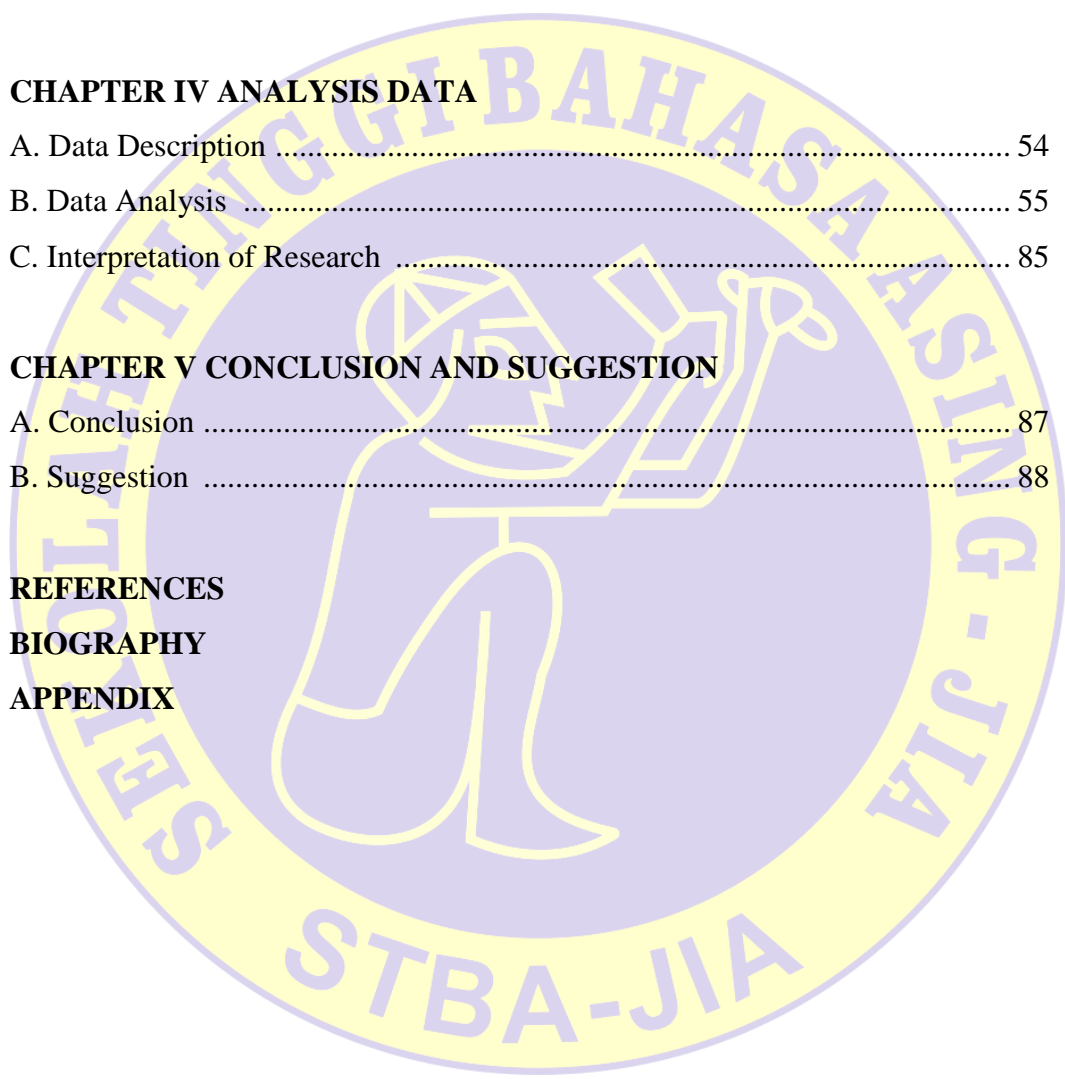 CHAPTER IV ANALYSIS DATA
A. Data Description ............................................................................................ 54
B. Data Analysis ................................................................................................ 55
C. Interpretation of Research ............................................................................. 85
CHAPTER V CONCLUSION AND SUGGESTION
A. Conclusion ..................................................................................................... 87
B. Suggestion ..................................................................................................... 88
REFERENCES
BIOGRAPHY
APPENDIX
SEKOLAH TINGGI BAHASA ASING - JIA
STBA-JIA